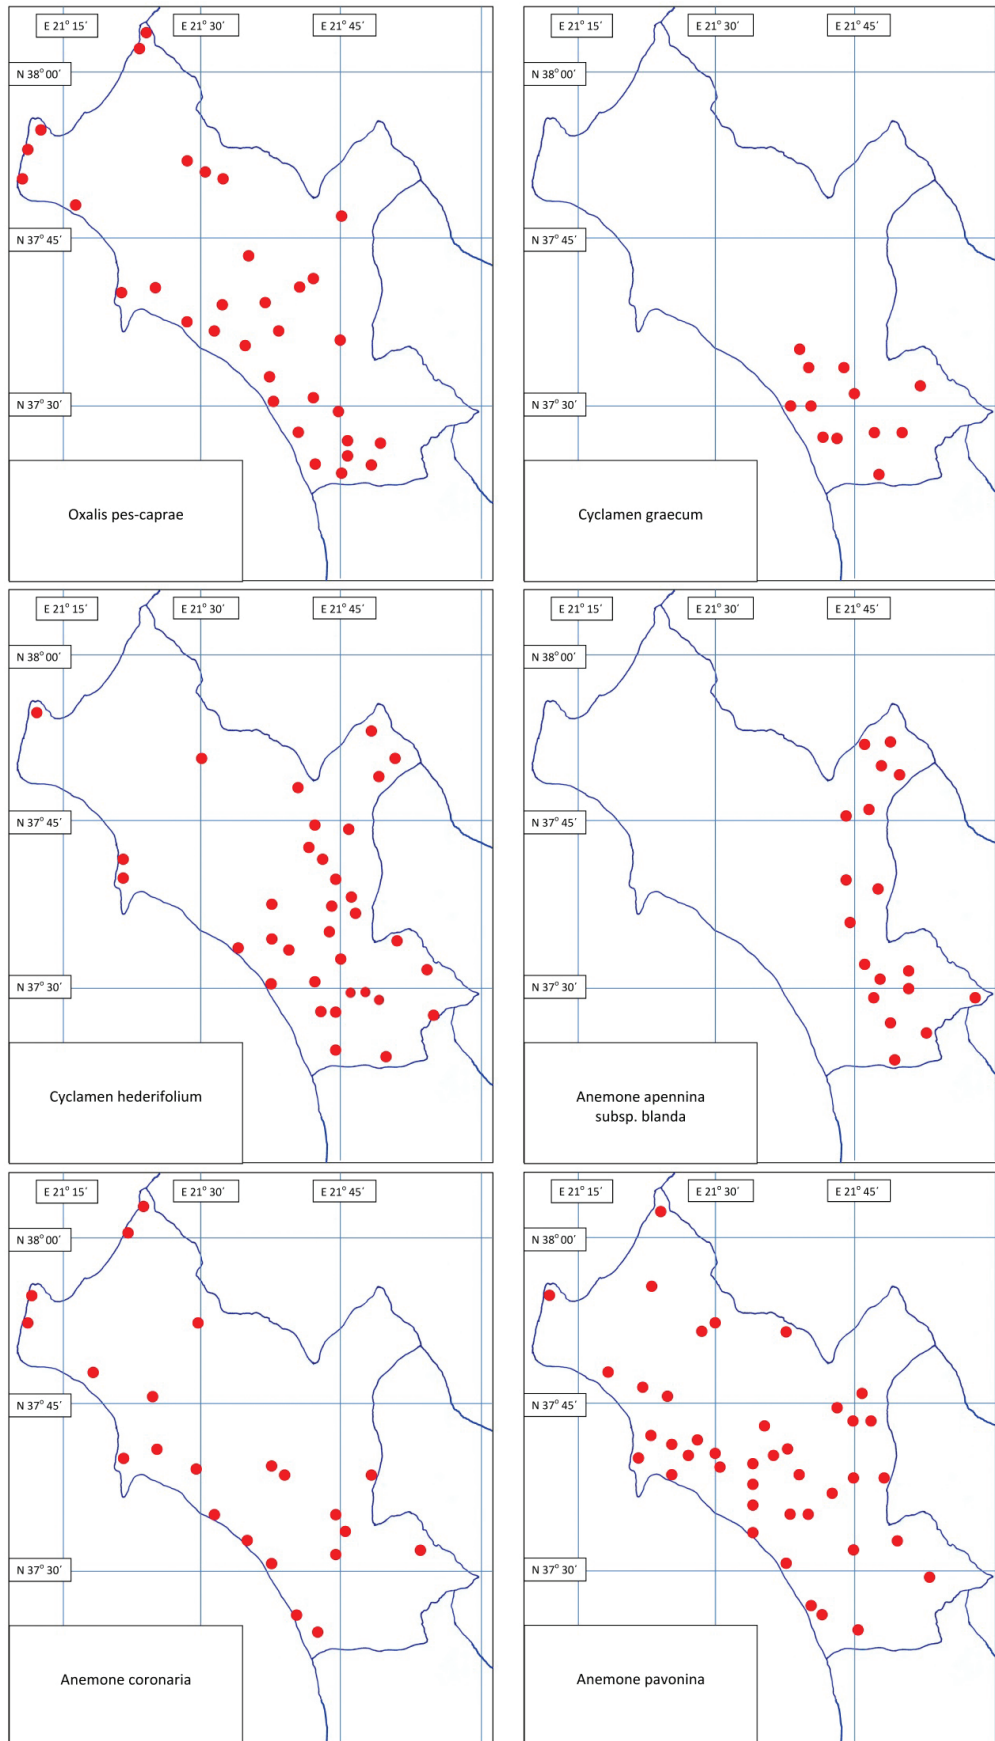 E 21° 15´ E 21° 30´ E 21° 45´
N 38° 00´
N 37° 45´
N 37° 30´
Oxalis pes-caprae
E 21° 15´ E 21° 30´ E 21° 45´
N 38° 00´
N 37° 45´
N 37° 30´
Cyclamen graecum
E 21° 15´ E 21° 30´ E 21° 45´
N 38° 00´
N 37° 45´
N 37° 30´
Cyclamen hederifolium
E 21° 15´ E 21° 30´ E 21° 45´
N 38° 00´
N 37° 45´
N 37° 30´
Anemone apennina
subsp. blanda
E 21° 15´ E 21° 30´ E 21° 45´
N 38° 00´
N 37° 45´
N 37° 30´
Anemone coronaria
E 21° 15´ E 21° 30´ E 21° 45´
N 38° 00´
N 37° 45´
N 37° 30´
Anemone pavonina